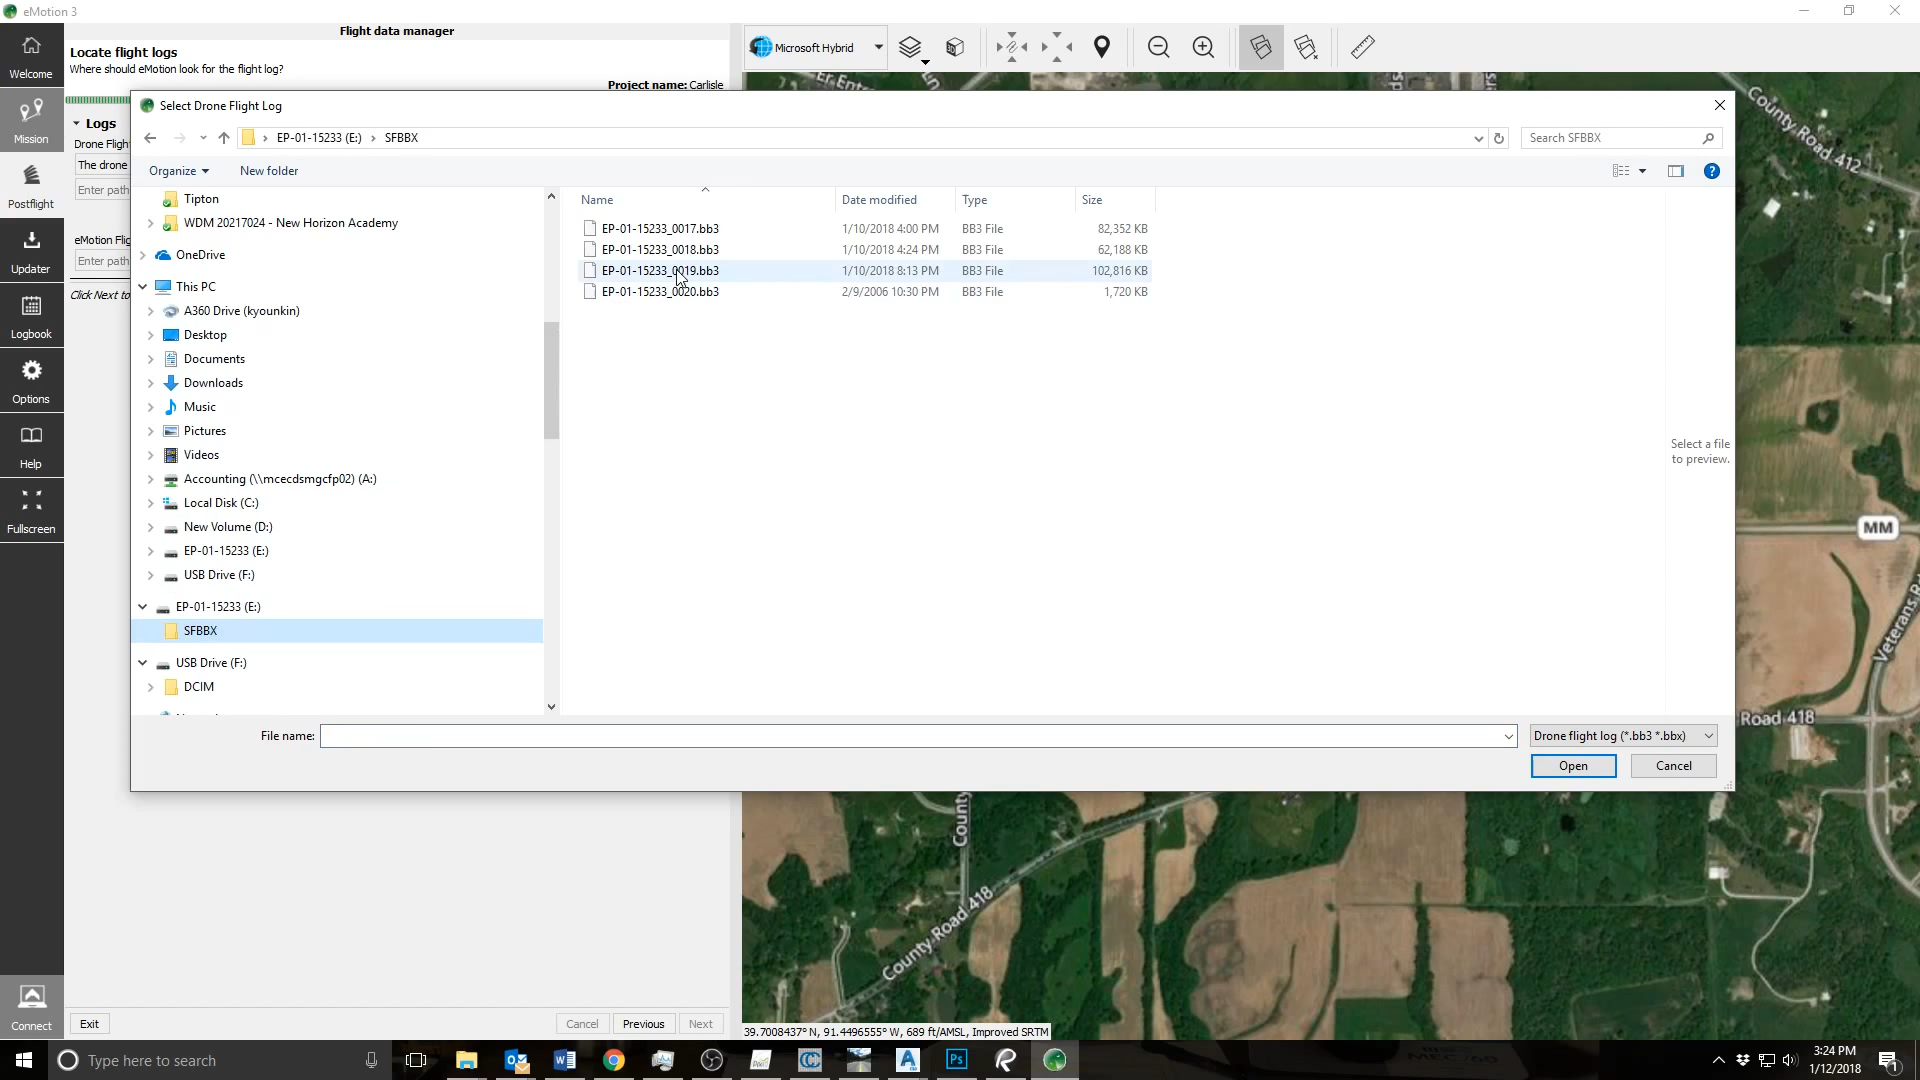 eMotion 3
Flight data manager
Locate flight logs
Where should eMotion look for the flight log?
Project name: Carlisle
Logs
Drone Fligh
The drone
Enter path
eMotion Flig
Enter path
Click Next to
Exit
Cancel
Previous
Next
Welcome
Mission
Postflight
Updater
Logbook
Options
Help
Fullscreen
Connect
Microsoft Hybrid
Select Drone Flight Log
EP-01-15233 (E:) > SFBBX
Search SFBBX
Organize
New folder
Tipton
WDM 20217024 - New Horizon Academy
OneDrive
This PC
A360 Drive (kyounkin)
Desktop
Documents
Downloads
Music
Pictures
Videos
Accounting (\\mcecdsmgcfp02) (A:)
Local Disk (C:)
New Volume (D:)
EP-01-15233 (E:)
USB Drive (F:)
EP-01-15233 (E:)
SFBBX
USB Drive (F:)
DCIM
Name Date modified Type Size
EP-01-15233_0017.bb3 1/10/2018 4:00 PM BB3 File 82,352 KB
EP-01-15233_0018.bb3 1/10/2018 4:24 PM BB3 File 62,188 KB
EP-01-15233_0019.bb3 1/10/2018 8:13 PM BB3 File 102,816 KB
EP-01-15233_0020.bb3 2/9/2006 10:30 PM BB3 File 1,720 KB
Select a file
to preview.
File name:
Drone flight log (*.bb3 *.bbx)
Open
Cancel
County Road 412
MM
Veterans Rd
Road 418
County
County Road 418
39.7008437° N, 91.4496555° W, 689 ft/AMSL, Improved SRTM
Type here to search
3:24 PM
1/12/2018